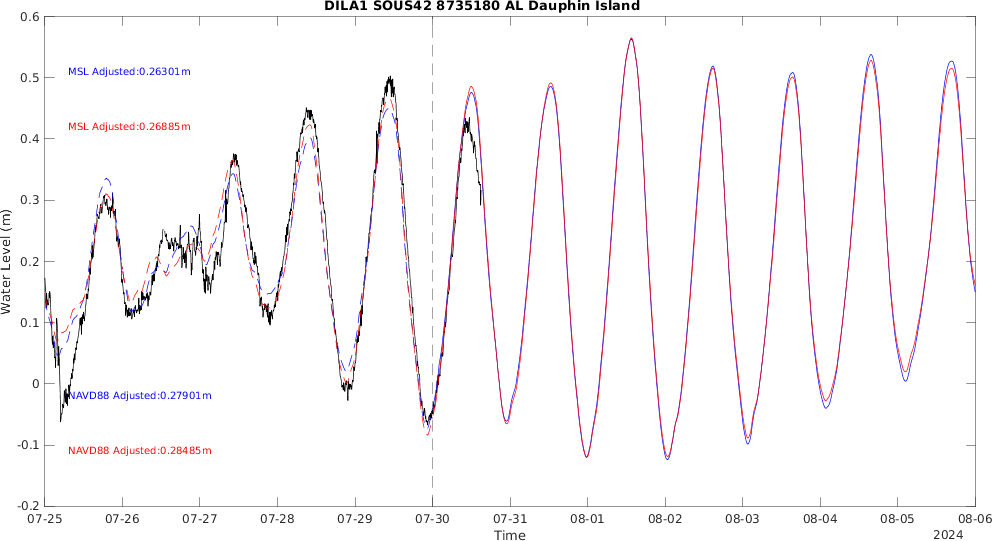 DILA1 SOUS42 8735180 AL Dauphin Island
0.6
0.5
0.4
0.3
0.2
0.1
0
-0.1
-0.2
Water Level (m)
MSL Adjusted:0.26301m
MSL Adjusted:0.26885m
NAVD88 Adjusted:0.27901m
NAVD88 Adjusted:0.28485m
07-25 07-26 07-27 07-28 07-29 07-30 07-31 08-01 08-02 08-03 08-04 08-05 08-06
Time
2024